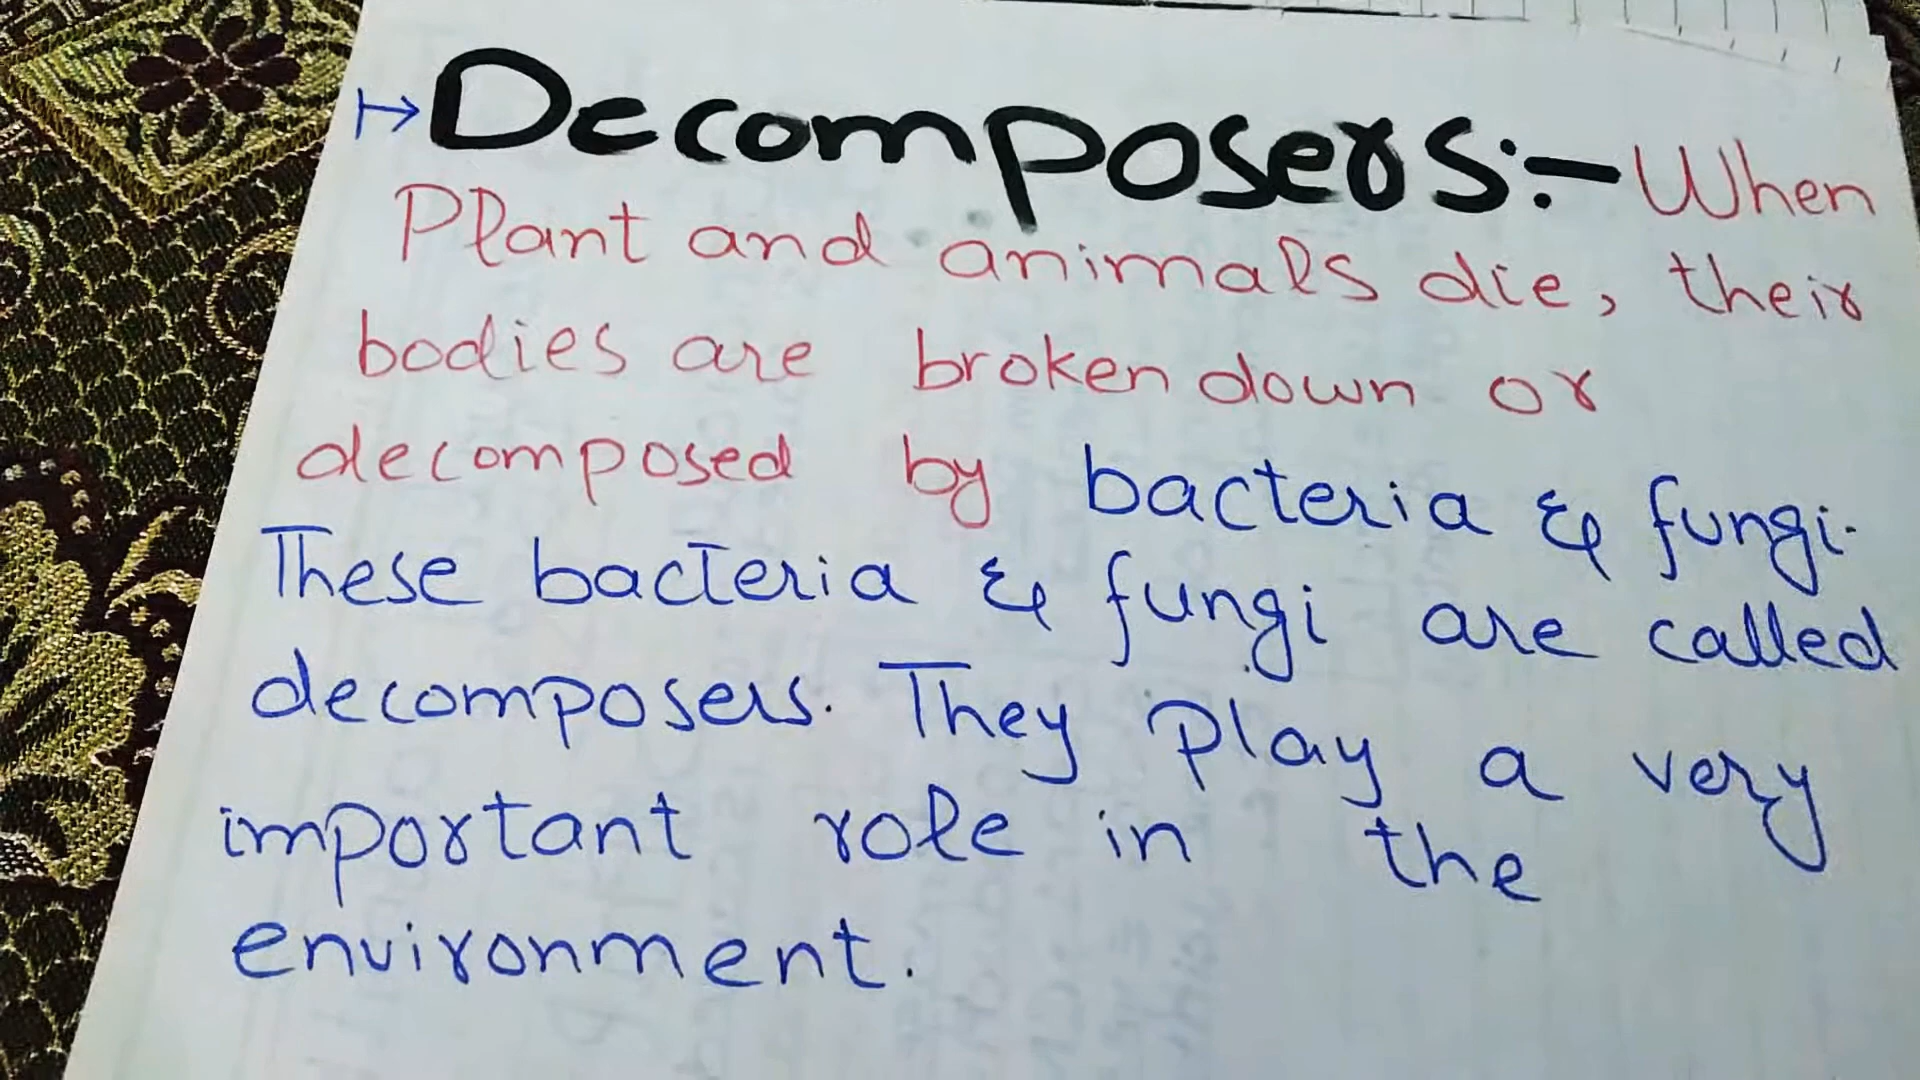 ↦ Decomposers:- When
Plant and animals die, their
bodies are broken down or
decomposed by bacteria & fungi.
These bacteria & fungi are called
decomposers. They play a very
important role in the
environment.